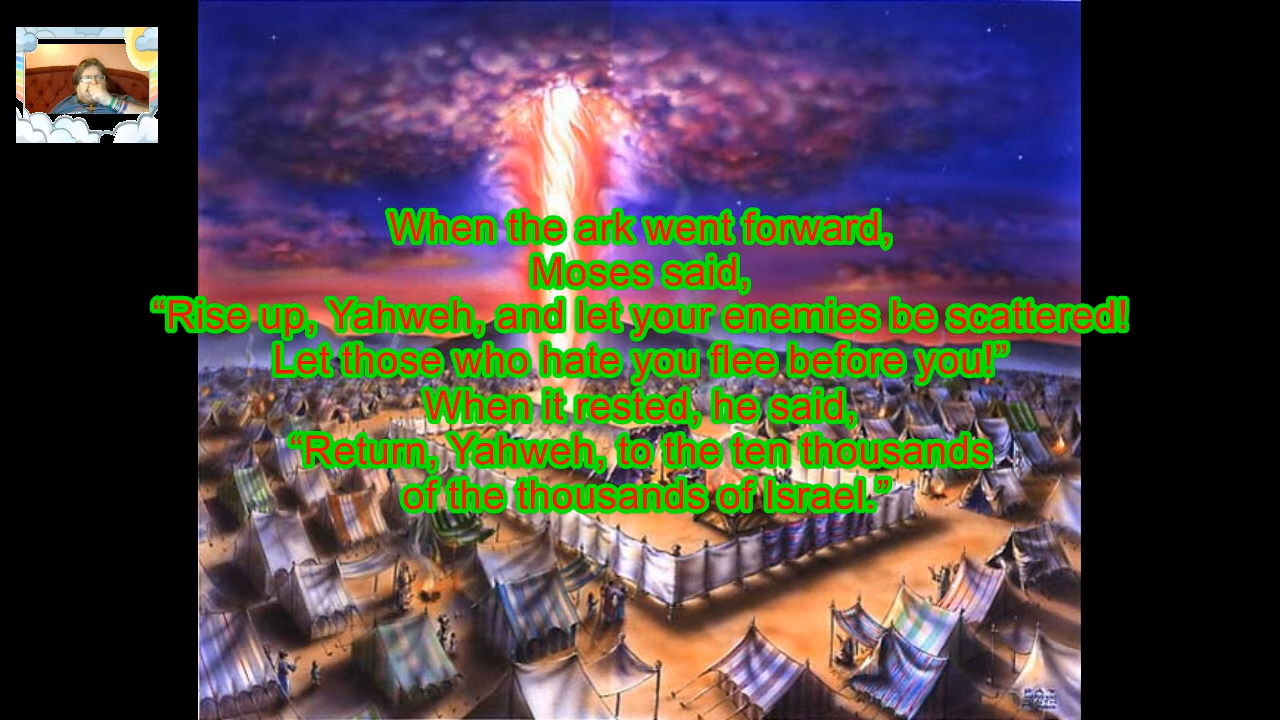 When the ark went forward,
Moses said,
“Rise up, Yahweh, and let your enemies be scattered!
Let those who hate you flee before you!”
When it rested, he said,
“Return, Yahweh, to the ten thousands
of the thousands of Israel.”